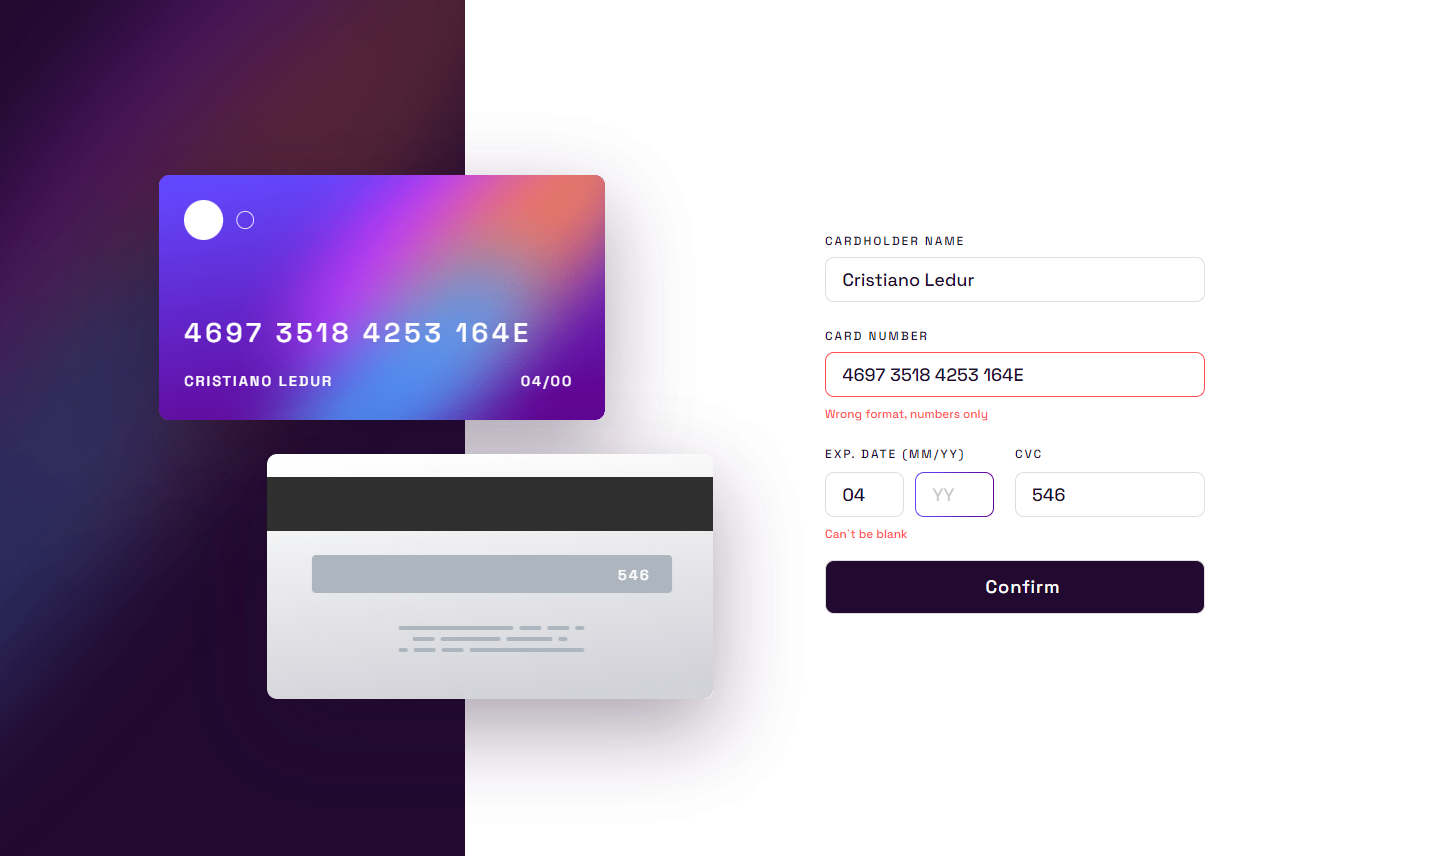 4697 3518 4253 164E
CRISTIANO LEDUR 04/00
546
CARDHOLDER NAME
Cristiano Ledur
CARD NUMBER
4697 3518 4253 164E
Wrong format, numbers only
EXP. DATE (MM/YY) CVC
04 YY 546
Can`t be blank
Confirm